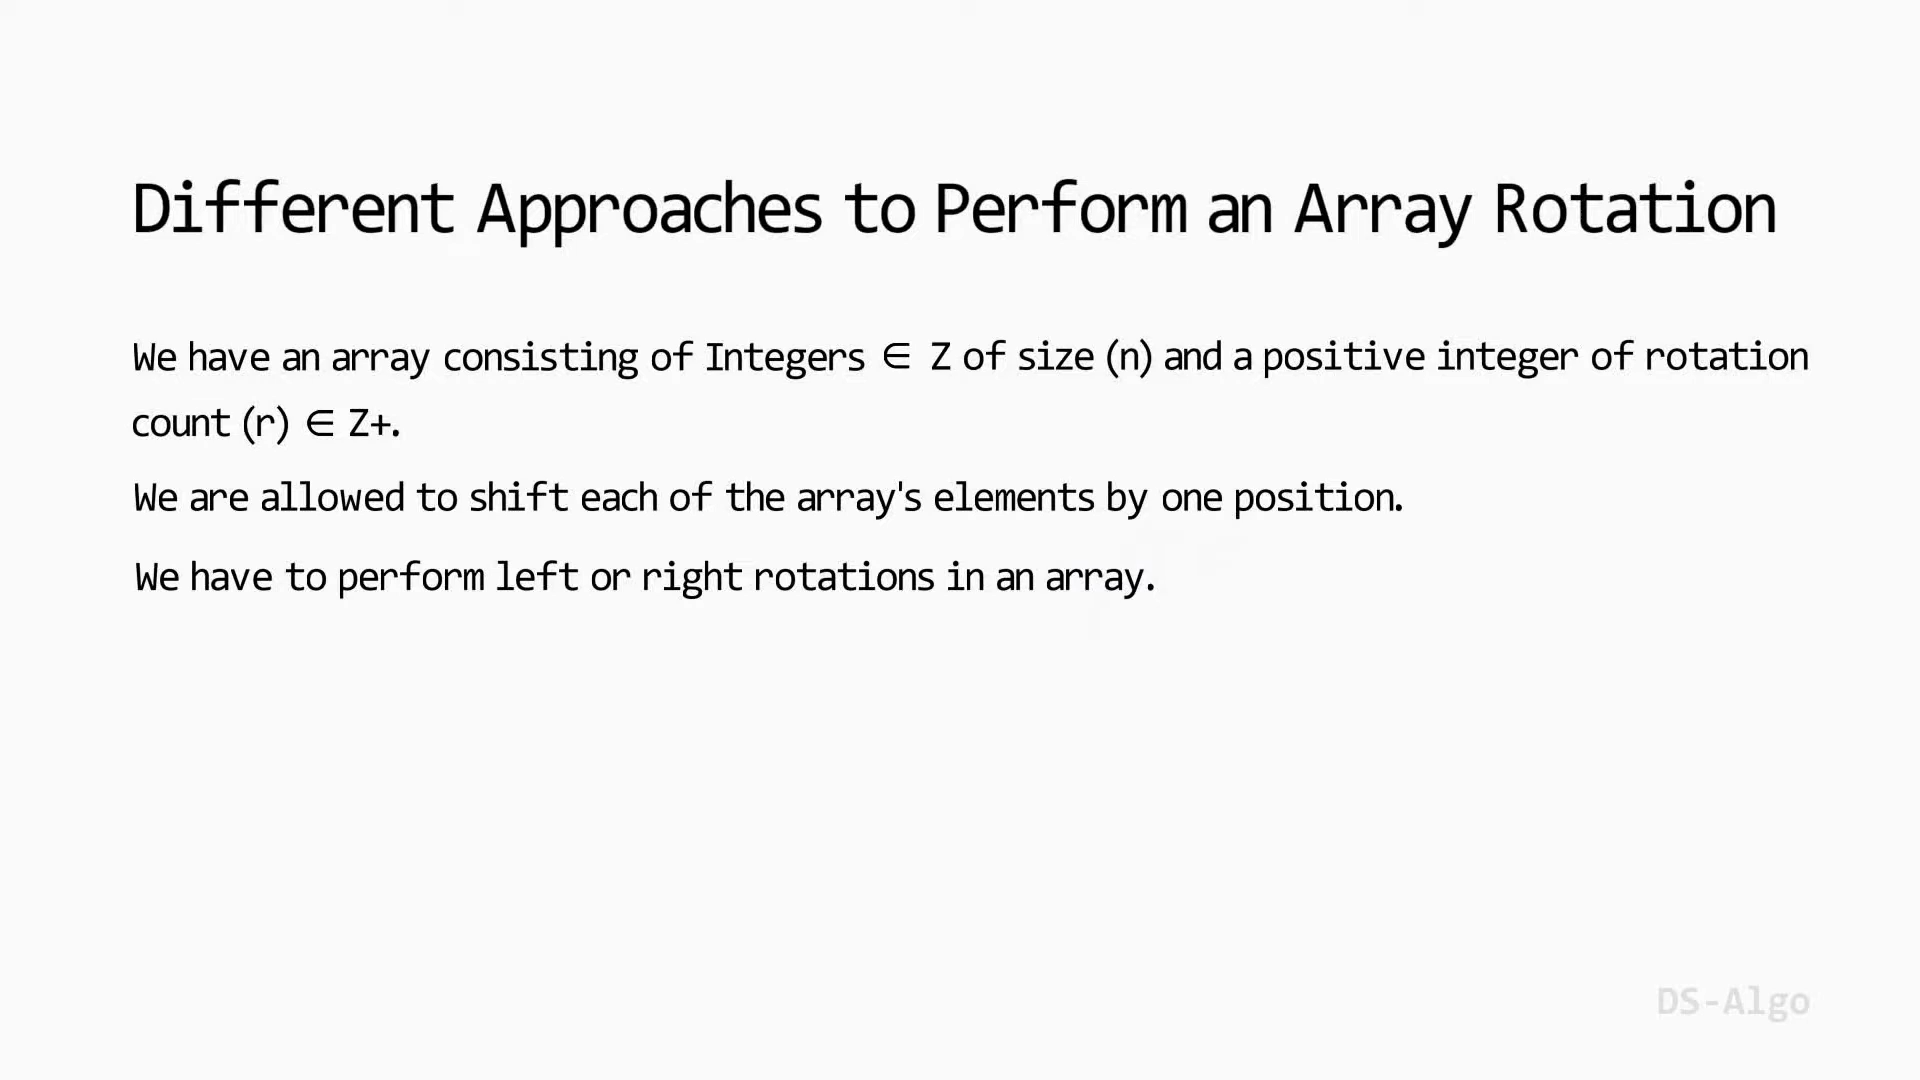 Different Approaches to Perform an Array Rotation
We have an array consisting of Integers ∈ Z of size (n) and a positive integer of rotation
count (r) ∈ Z+.
We are allowed to shift each of the array's elements by one position.
We have to perform left or right rotations in an array.
DS-Algo